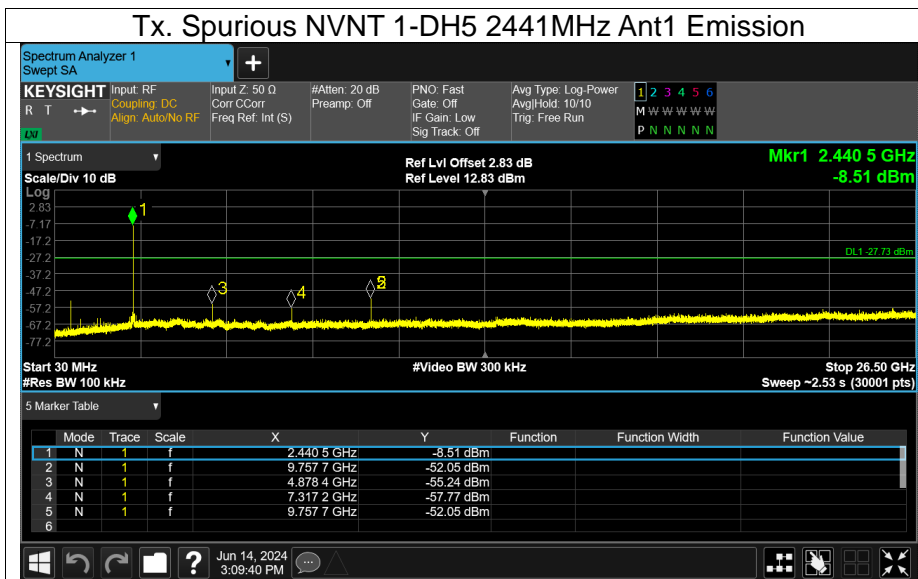 Tx. Spurious NVNT 1-DH5 2441MHz Ant1 Emission
Spectrum Analyzer 1
Swept SA
+
KEYSIGHT Input: RF Input Z: 50 Ω #Atten: 20 dB PNO: Fast Avg Type: Log-Power 1 2 3 4 5 6
R T Coupling: DC Corr CCorr Preamp: Off Gate: Off Avg|Hold: 10/10 M W W W W W
Align: Auto/No RF Freq Ref: Int (S) IF Gain: Low Trig: Free Run
LXI Sig Track: Off P N N N N N
1 Spectrum Ref Lvl Offset 2.83 dB Mkr1 2.440 5 GHz
Scale/Div 10 dB Ref Level 12.83 dBm -8.51 dBm
Log
2.83 1
-7.17
-17.2
-27.2 DL1 -27.73 dBm
-37.2
-47.2 3 4
-57.2
-67.2
-77.2
Start 30 MHz #Video BW 300 kHz Stop 26.50 GHz
#Res BW 100 kHz Sweep ~2.53 s (30001 pts)
5 Marker Table
Mode Trace Scale X Y Function Function Width Function Value
1 N 1 f 2.440 5 GHz -8.51 dBm
2 N 1 f 9.757 7 GHz -52.05 dBm
3 N 1 f 4.878 4 GHz -55.24 dBm
4 N 1 f 7.317 2 GHz -57.77 dBm
5 N 1 f 9.757 7 GHz -52.05 dBm
6
? Jun 14, 2024
3:09:40 PM